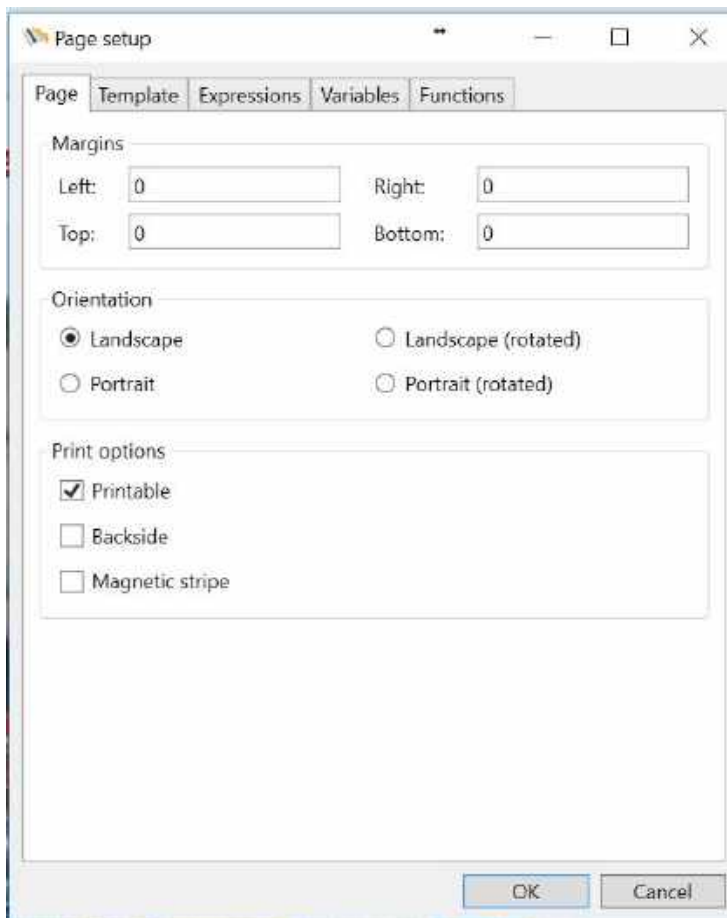 Page setup
Page Template Expressions Variables Functions
Margins
Left: 0 Right: 0
Top: 0 Bottom: 0
Orientation
Landscape Landscape (rotated)
Portrait Portrait (rotated)
Print options
Printable
Backside
Magnetic stripe
OK Cancel